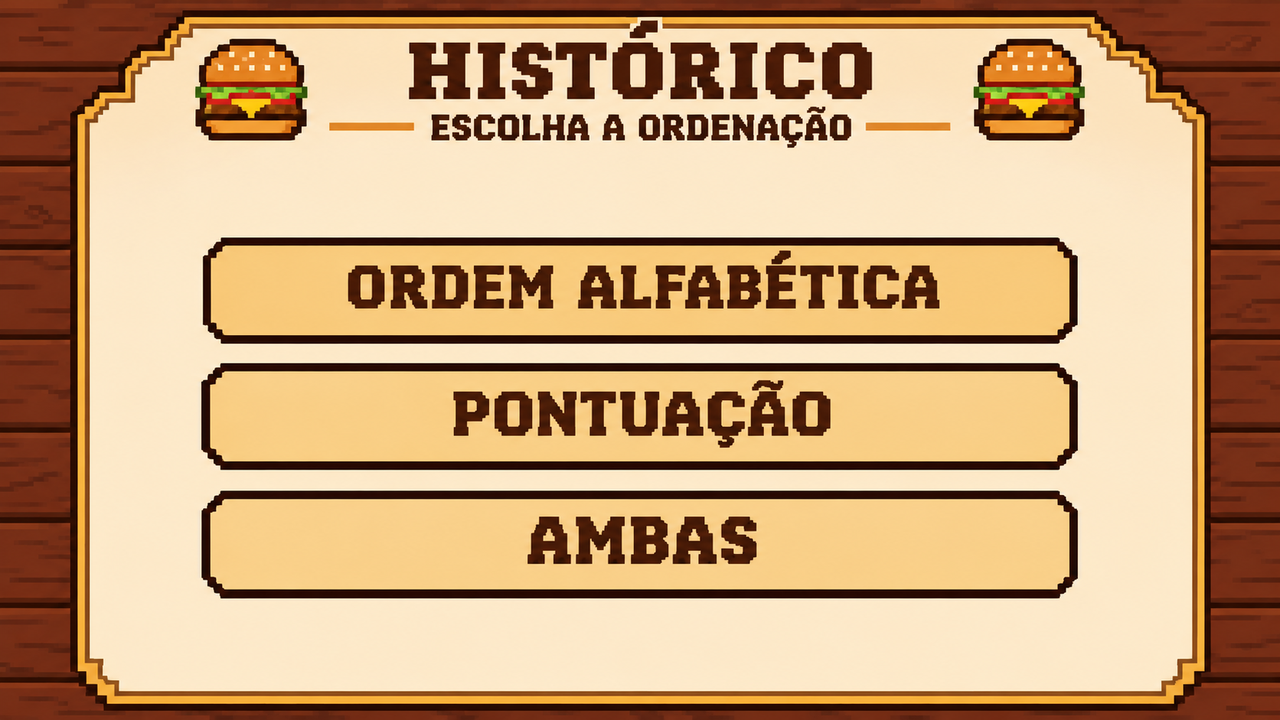 HISTÓRICO
ESCOLHA A ORDENAÇÃO
ORDEM ALFABÉTICA
PONTUAÇÃO
AMBAS